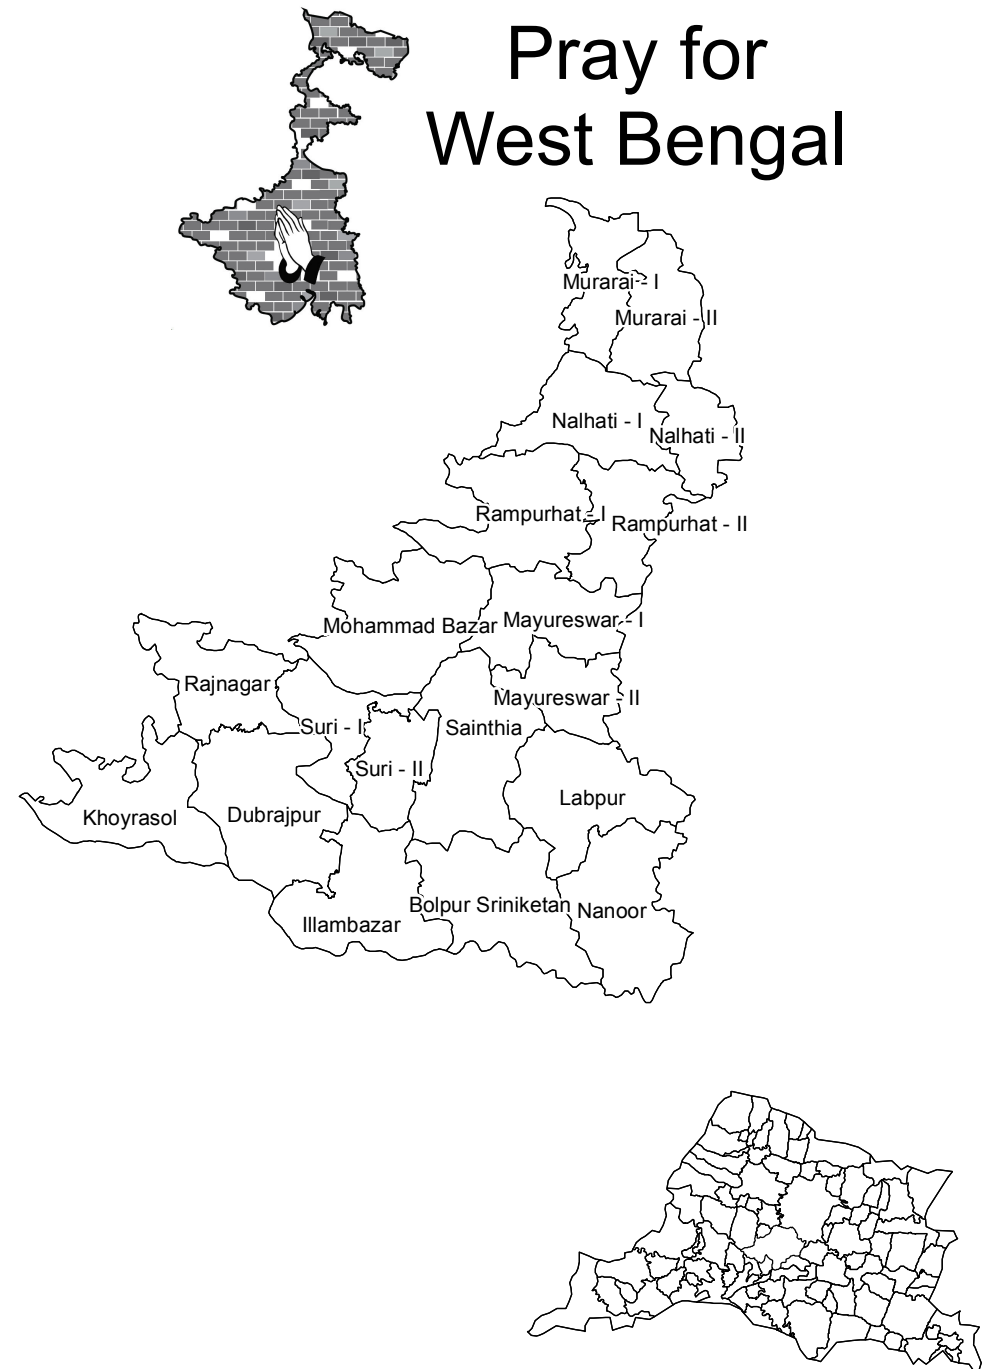 Pray for
West Bengal
Murarai - I
Murarai - II
Nalhati - I
Nalhati - II
Rampurhat - I
Rampurhat - II
Mohammad Bazar
Mayureswar - I
Rajnagar
Mayureswar - II
Suri - I
Sainthia
Suri - II
Labpur
Khoyrasol
Dubrajpur
Bolpur Sriniketan
Nanoor
Illambazar